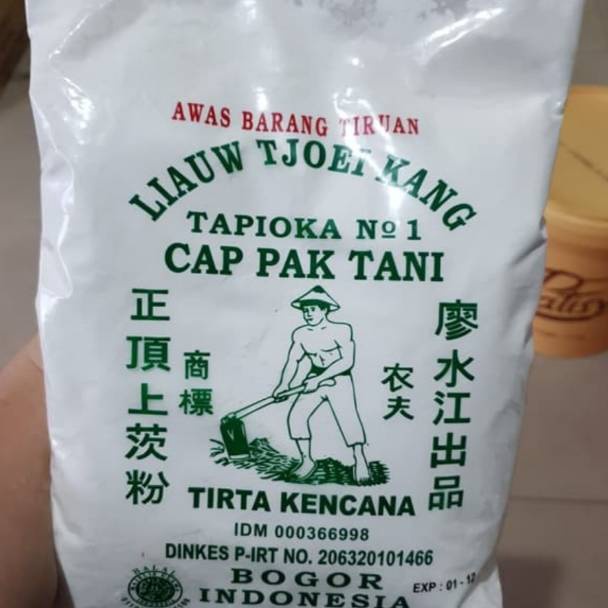 AWAS BARANG TIRUAN
LIAUW TJOEI KANG
TAPIOKA No 1
CAP PAK TANI
正頂上茨粉
商標
农夫
廖水江出品
TIRTA KENCANA
IDM 000366998
DINKES P-IRT NO. 206320101466
BOGOR
INDONESIA
HALAL
EXP : 01 - 12